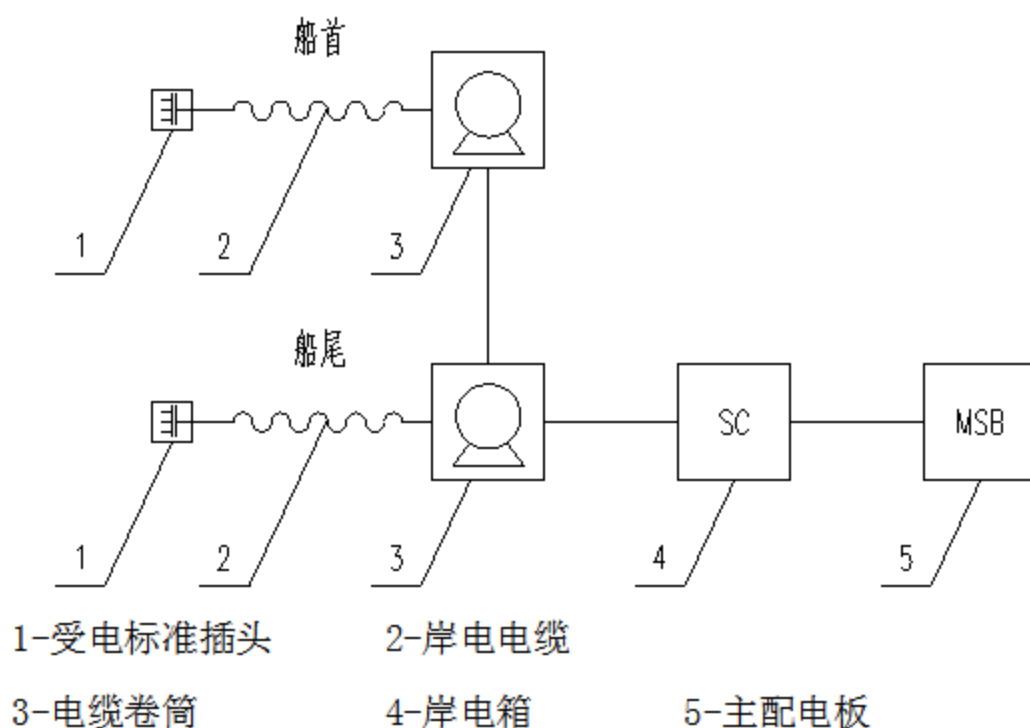 船首
1 2 3
船尾
SC MSB
1 2 3 4 5
1-受电标准插头 2-岸电电缆
3-电缆卷筒 4-岸电箱 5-主配电板